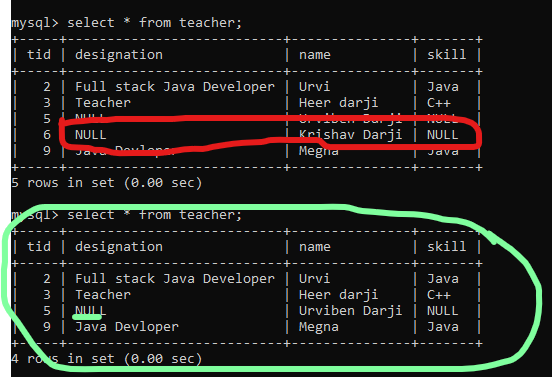 mysql> select * from teacher;
+-----+---------------------------+---------------+-------+
| tid | designation | name | skill |
+-----+---------------------------+---------------+-------+
| 2 | Full stack Java Developer | Urvi | Java |
| 3 | Teacher | Heer darji | C++ |
| 5 | NULL | Urviben Darji | NULL |
| 6 | NULL | Krishav Darji | NULL |
| 9 | Java Devloper | Megna | Java |
+-----+---------------------------+---------------+-------+
5 rows in set (0.00 sec)
mysql> select * from teacher;
+-----+---------------------------+---------------+-------+
| tid | designation | name | skill |
+-----+---------------------------+---------------+-------+
| 2 | Full stack Java Developer | Urvi | Java |
| 3 | Teacher | Heer darji | C++ |
| 5 | NULL | Urviben Darji | NULL |
| 9 | Java Devloper | Megna | Java |
+-----+---------------------------+---------------+-------+
4 rows in set (0.00 sec)